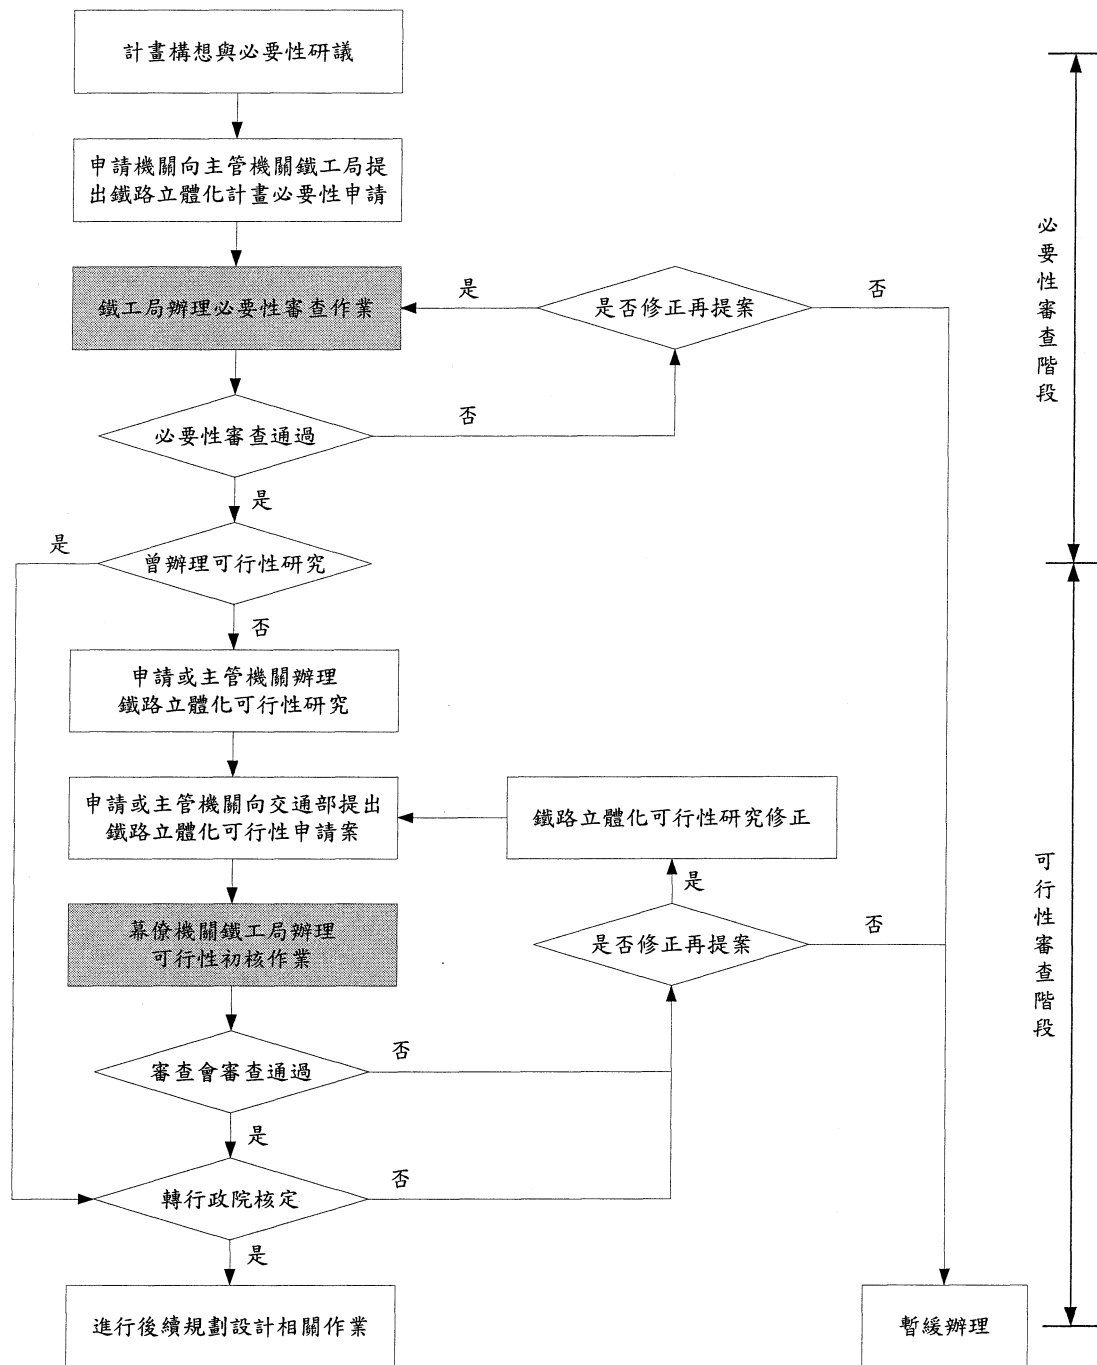 計畫構想與必要性研議
申請機關向主管機關鐵工局提
出鐵路立體化計畫必要性申請
鐵工局辦理必要性審查作業
是
是否修正再提案
否
必要性審查通過
否
是
是
曾辦理可行性研究
否
申請或主管機關辦理
鐵路立體化可行性研究
申請或主管機關向交通部提出
鐵路立體化可行性申請案
鐵路立體化可行性研究修正
是
幕僚機關鐵工局辦理
可行性初核作業
是否修正再提案
否
審查會審查通過
否
是
轉行政院核定
否
是
進行後續規劃設計相關作業
暫緩辦理
必要性審查階段
可行性審查階段